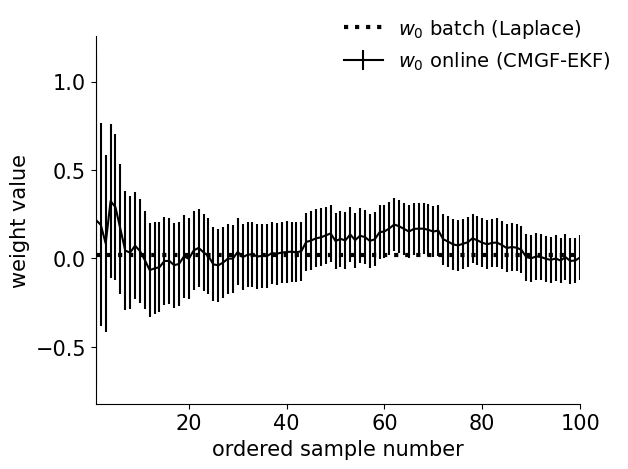 w₀ batch (Laplace)
w₀ online (CMGF-EKF)
1.0
0.5
0.0
−0.5
weight value
20 40 60 80 100
ordered sample number